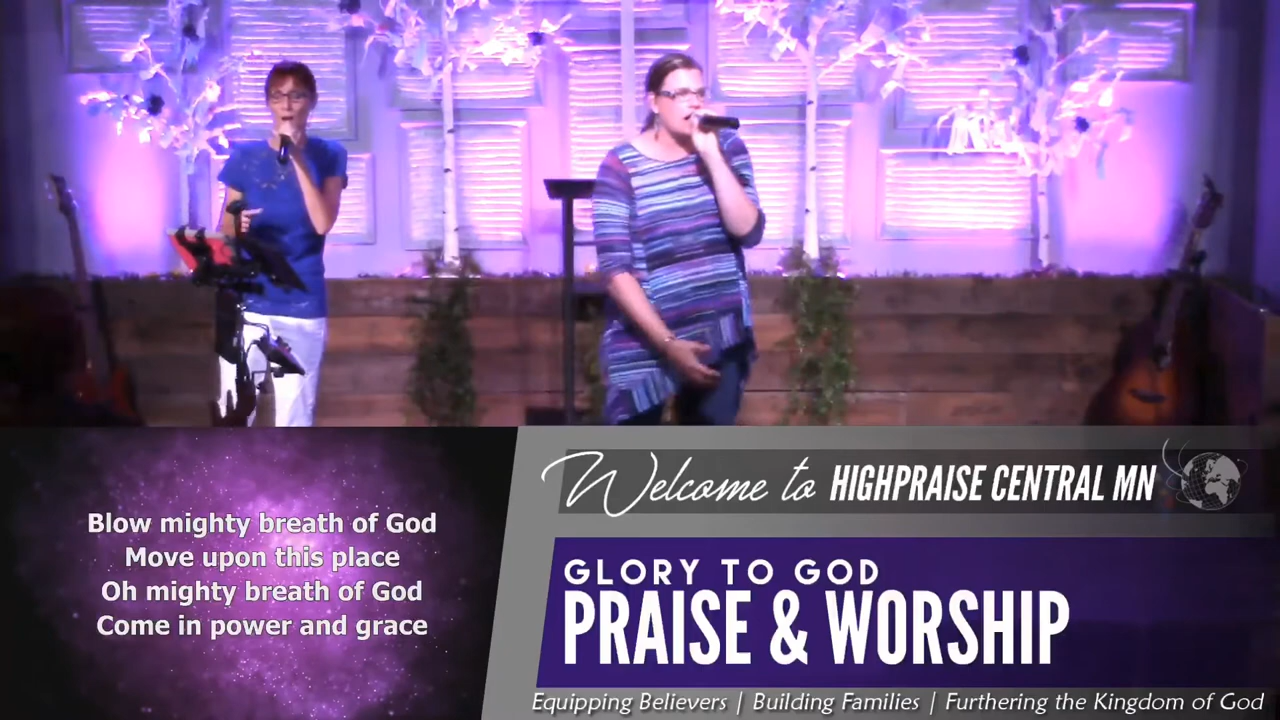 Blow mighty breath of God
Move upon this place
Oh mighty breath of God
Come in power and grace
Welcome to HIGHPRAISE CENTRAL MN
GLORY TO GOD
PRAISE & WORSHIP
Equipping Believers | Building Families | Furthering the Kingdom of God